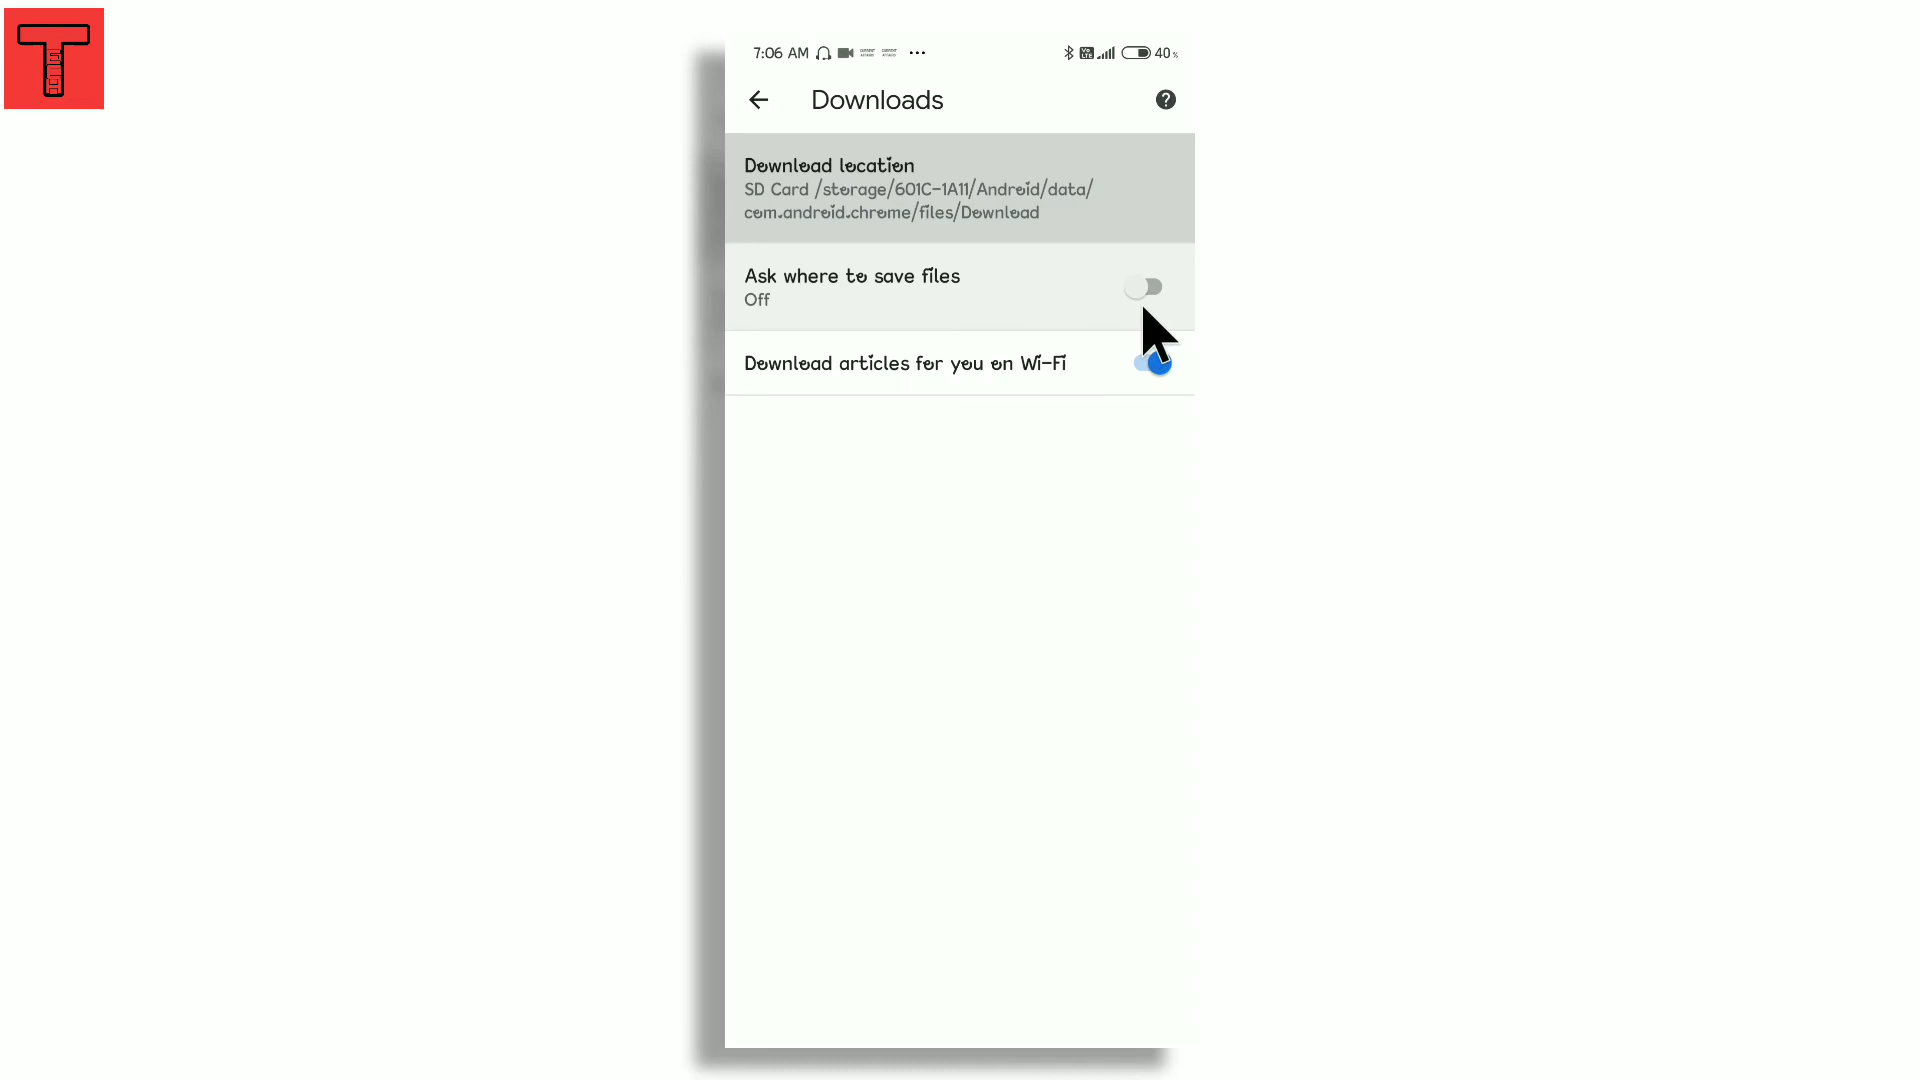 T
7:06 AM ... 40%
Downloads
Download location
SD Card /storage/601C-1A11/Android/data/
com.android.chrome/files/Download
Ask where to save files
Off
Download articles for you on Wi-Fi